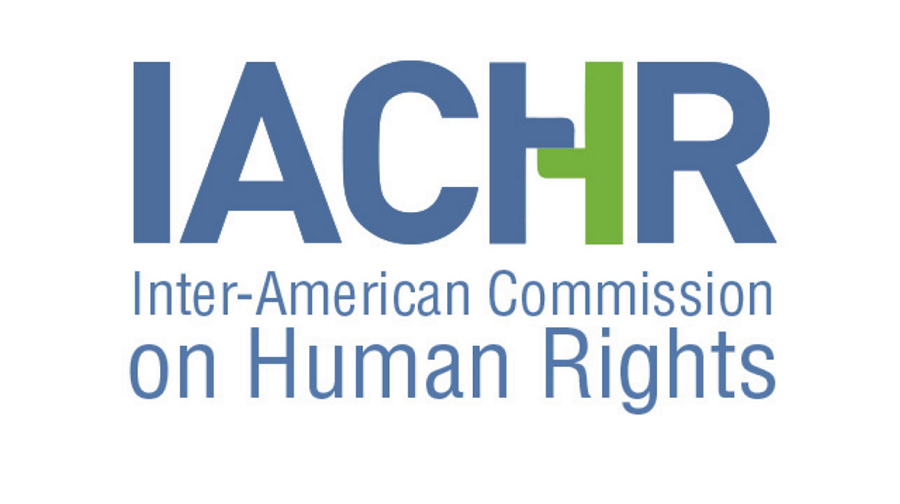 IACHR
Inter-American Commission
on Human Rights